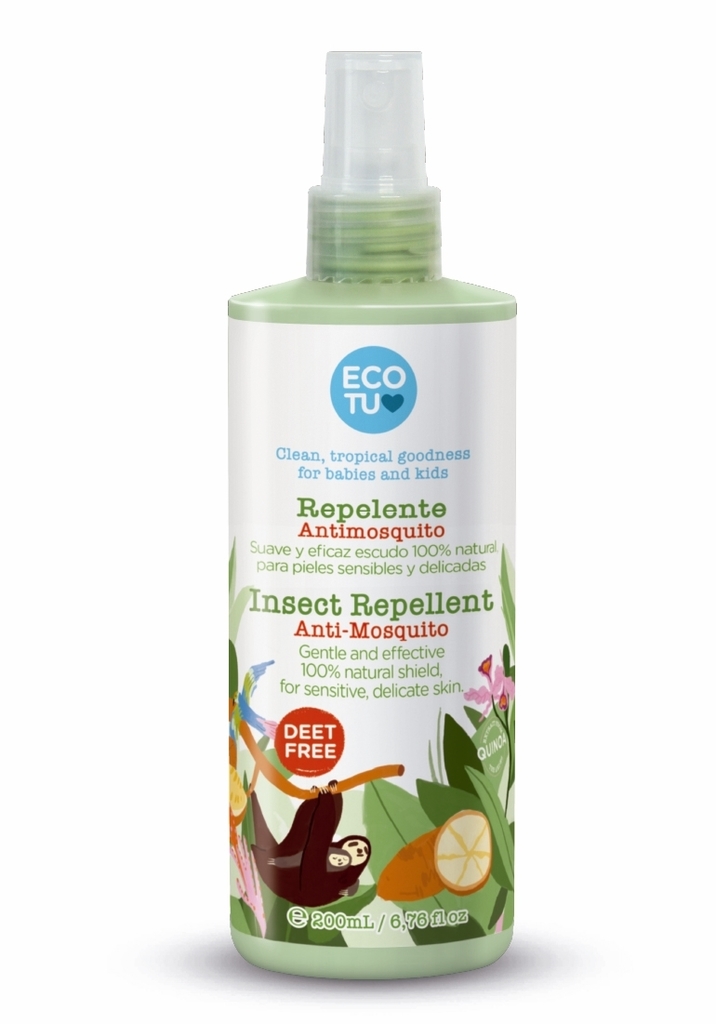 ECO
TU
Clean, tropical goodness
for babies and kids
Repelente
Antimosquito
Suave y eficaz escudo 100% natural
para pieles sensibles y delicadas
Insect Repellent
Anti-Mosquito
Gentle and effective
100% natural shield,
for sensitive, delicate skin.
DEET
FREE
QUINOA
℮ 200mL / 6,76 fl oz